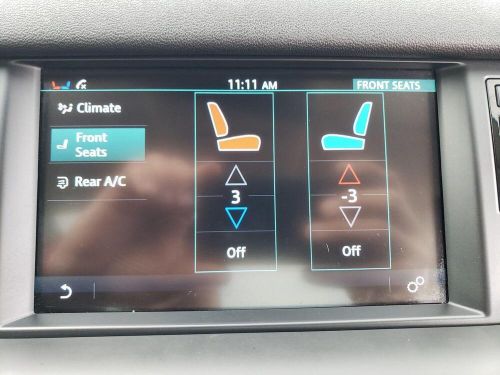 11:11 AM
FRONT SEATS
Climate
Front
Seats
Rear A/C
3
-3
Off
Off